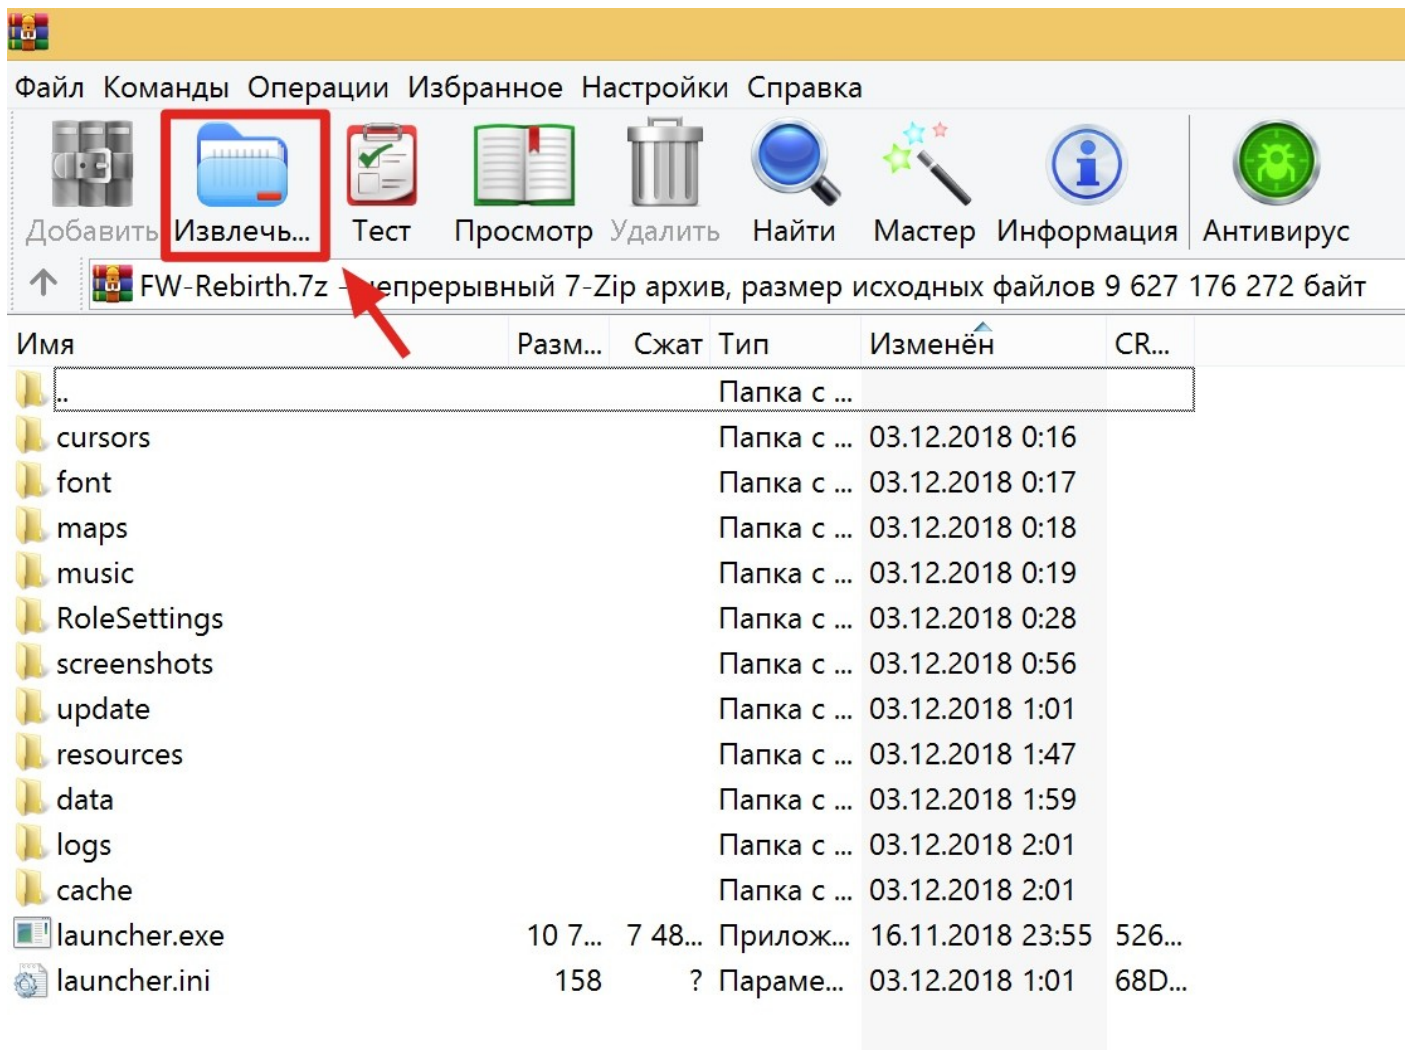 Файл Команды Операции Избранное Настройки Справка
Добавить Извлечь... Тест Просмотр Удалить Найти Мастер Информация Антивирус
FW-Rebirth.7z - непрерывный 7-Zip архив, размер исходных файлов 9 627 176 272 байт
Имя Разм... Сжат Тип Изменён CR...
.. Папка с ...
cursors Папка с ... 03.12.2018 0:16
font Папка с ... 03.12.2018 0:17
maps Папка с ... 03.12.2018 0:18
music Папка с ... 03.12.2018 0:19
RoleSettings Папка с ... 03.12.2018 0:28
screenshots Папка с ... 03.12.2018 0:56
update Папка с ... 03.12.2018 1:01
resources Папка с ... 03.12.2018 1:47
data Папка с ... 03.12.2018 1:59
logs Папка с ... 03.12.2018 2:01
cache Папка с ... 03.12.2018 2:01
launcher.exe 10 7... 7 48... Прилож... 16.11.2018 23:55 526...
launcher.ini 158 ? Параме... 03.12.2018 1:01 68D...